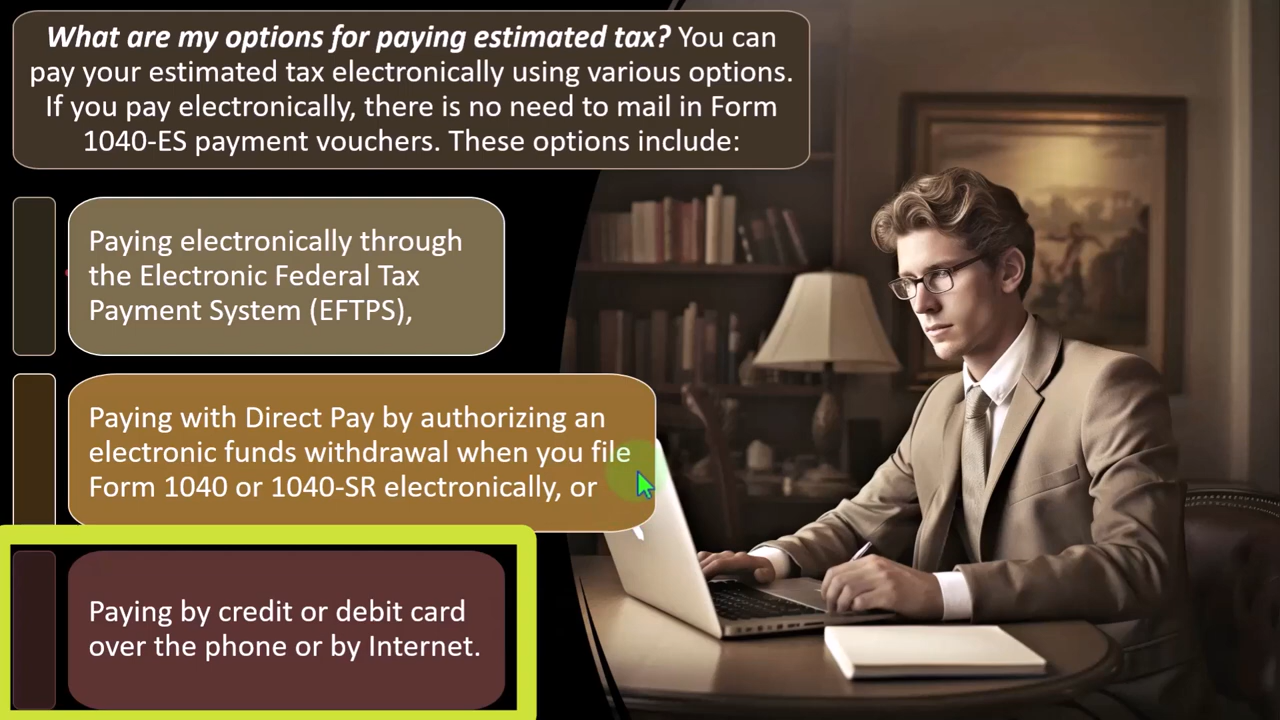 What are my options for paying estimated tax? You can
pay your estimated tax electronically using various options.
If you pay electronically, there is no need to mail in Form
1040-ES payment vouchers. These options include:
Paying electronically through
the Electronic Federal Tax
Payment System (EFTPS),
Paying with Direct Pay by authorizing an
electronic funds withdrawal when you file
Form 1040 or 1040-SR electronically, or
Paying by credit or debit card
over the phone or by Internet.